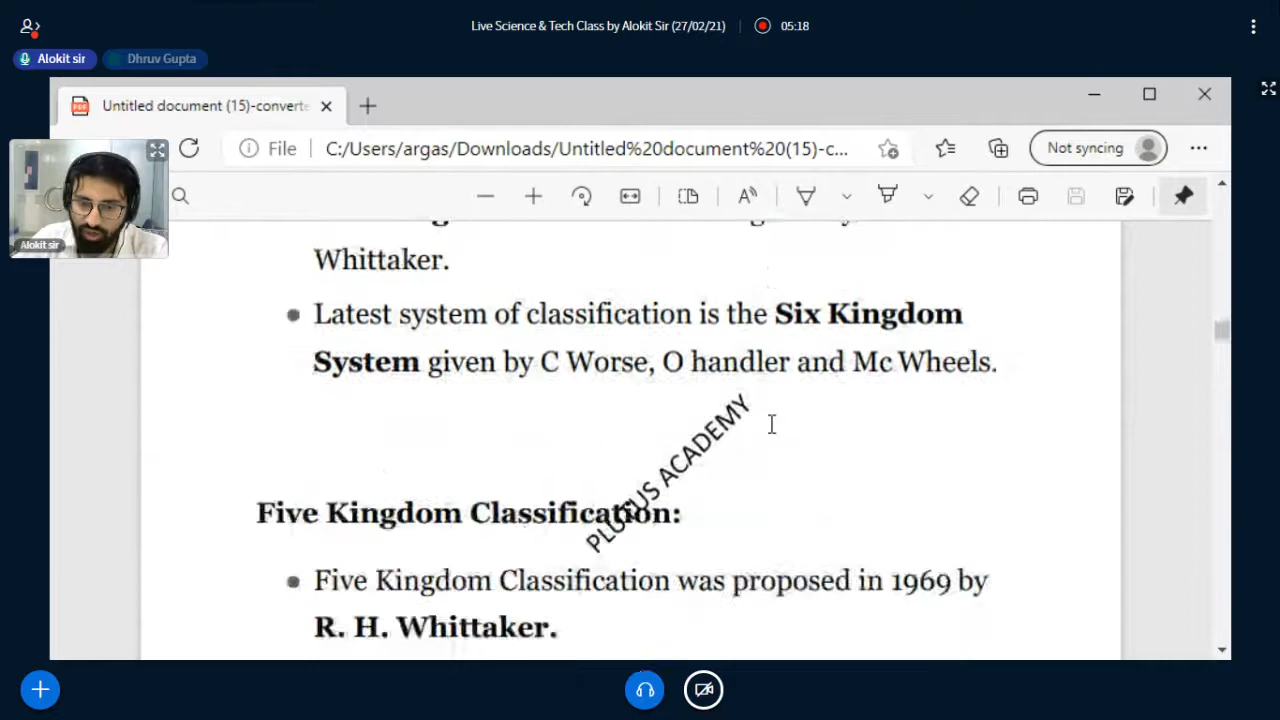 Live Science & Tech Class by Alokit Sir (27/02/21)
05:18
Alokit sir
Dhruv Gupta
Untitled document (15)-converte
File
C:/Users/argas/Downloads/Untitled%20document%20(15)-c...
Not syncing
Alokit sir
Whittaker.
Latest system of classification is the Six Kingdom
System given by C Worse, O handler and Mc Wheels.
PLUTUS ACADEMY
Five Kingdom Classification:
Five Kingdom Classification was proposed in 1969 by
R. H. Whittaker.